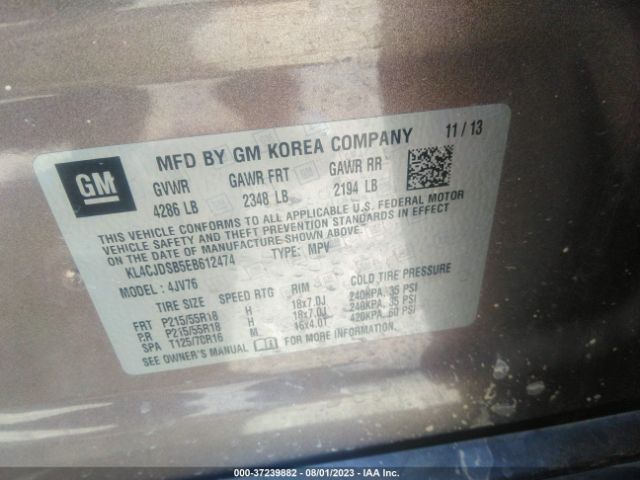 GM
MFD BY GM KOREA COMPANY 11 / 13
GVWR GAWR FRT GAWR RR
4286 LB 2348 LB 2194 LB
THIS VEHICLE CONFORMS TO ALL APPLICABLE U.S. FEDERAL MOTOR
VEHICLE SAFETY AND THEFT PREVENTION STANDARDS IN EFFECT
ON THE DATE OF MANUFACTURE SHOWN ABOVE.
KL4CJDSB5EB612474 TYPE: MPV
MODEL: 4JV76
TIRE SIZE SPEED RTG RIM COLD TIRE PRESSURE
FRT P215/55R18 H 18x7.0J 240KPA, 35 PSI
RR P215/55R18 H 18x7.0J 240KPA, 35 PSI
SPA T125/70R16 M 16x4.0T 420KPA, 60 PSI
SEE OWNER'S MANUAL FOR MORE INFORMATION.
000-37239882 - 08/01/2023 - IAA Inc.